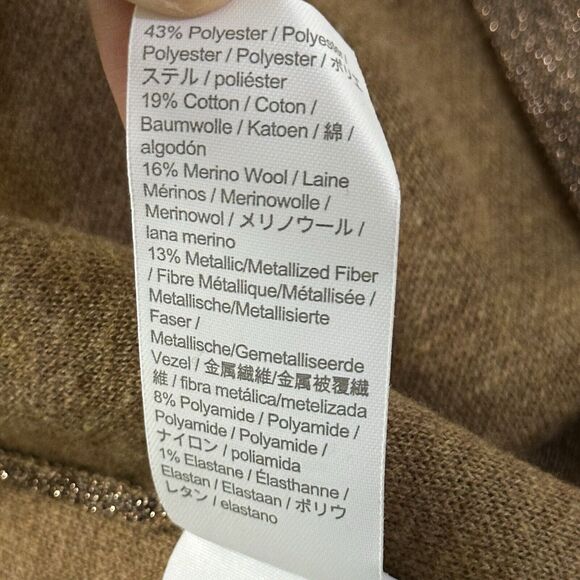 43% Polyester / Polyester /
Polyester / Polyester / ポリエ
ステル / poliéster
19% Cotton / Coton /
Baumwolle / Katoen / 綿 /
algodón
16% Merino Wool / Laine
Mérinos / Merinowolle /
Merinowol / メリノウール /
lana merino
13% Metallic/Metallized Fiber
/ Fibre Métallique/Métallisée /
Metallische/Metallisierte
Faser /
Metallische/Gemetalliseerde
Vezel / 金属繊維/金属被覆繊
維 / fibra metálica/metelizada
8% Polyamide / Polyamide /
Polyamide / Polyamide /
ナイロン / poliamida
1% Elastane / Élasthanne /
Elastan / Elastaan / ポリウ
レタン / elastano